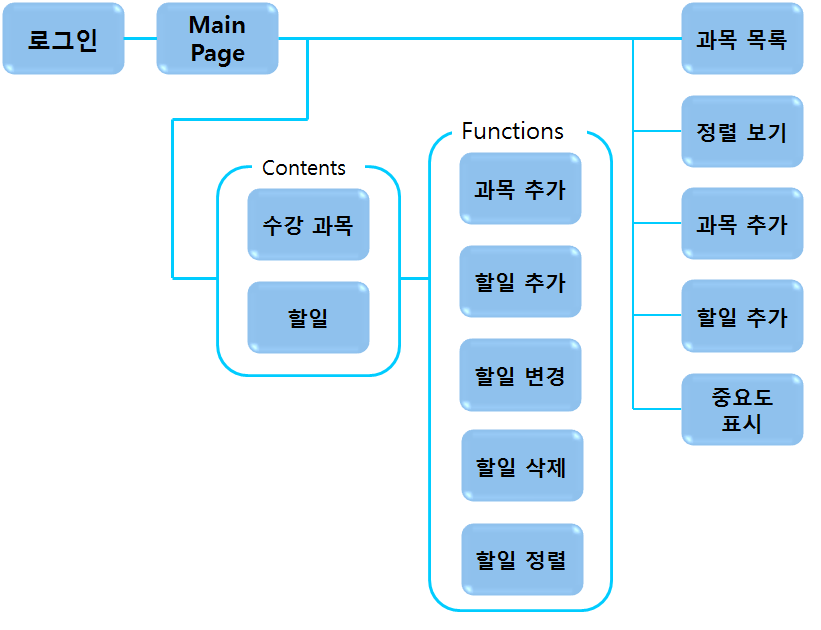 로그인
Main
Page
과목 목록
정렬 보기
과목 추가
할일 추가
중요도
표시
Contents
수강 과목
할일
Functions
과목 추가
할일 추가
할일 변경
할일 삭제
할일 정렬